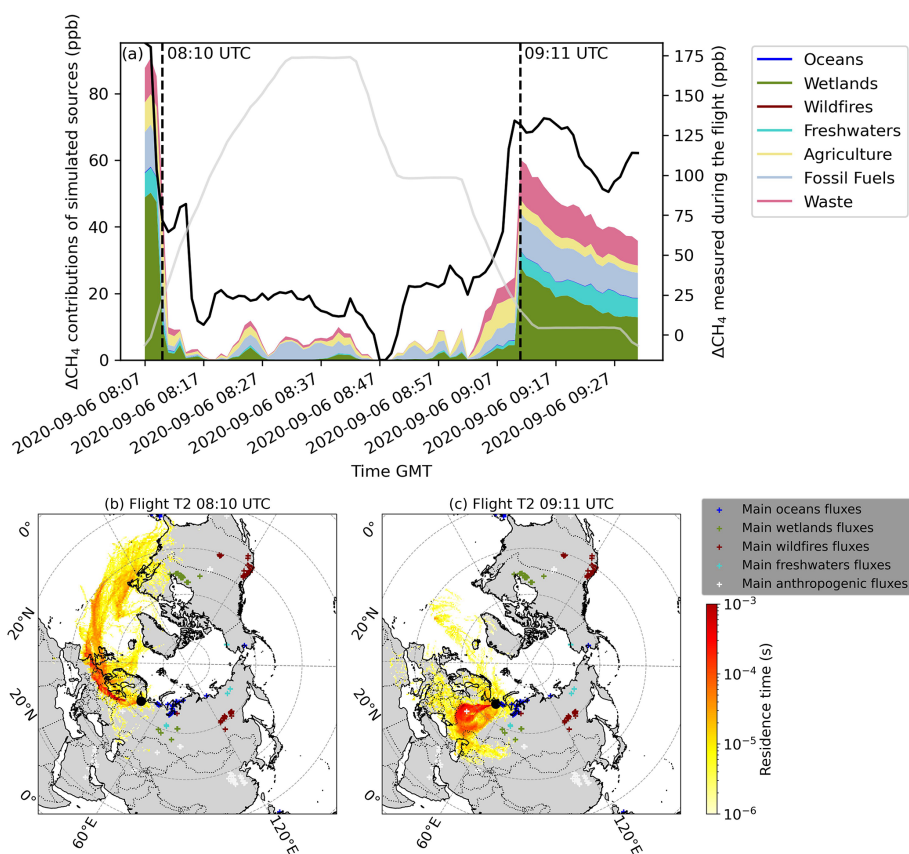 (a)
08:10 UTC
09:11 UTC
ΔCH4 contributions of simulated sources (ppb)
80
60
40
20
0
175
150
125
100
75
50
25
0
ΔCH4 measured during the flight (ppb)
2020-09-06 08:07
2020-09-06 08:17
2020-09-06 08:27
2020-09-06 08:37
2020-09-06 08:47
2020-09-06 08:57
2020-09-06 09:07
2020-09-06 09:17
2020-09-06 09:27
Time GMT
Oceans
Wetlands
Wildfires
Freshwaters
Agriculture
Fossil Fuels
Waste
(b) Flight T2 08:10 UTC
0°
20°N
20°N
0°
60°E
120°E
(c) Flight T2 09:11 UTC
0°
20°N
20°N
0°
60°E
120°E
Main oceans fluxes
Main wetlands fluxes
Main wildfires fluxes
Main freshwaters fluxes
Main anthropogenic fluxes
10−3
10−4
10−5
10−6
Residence time (s)